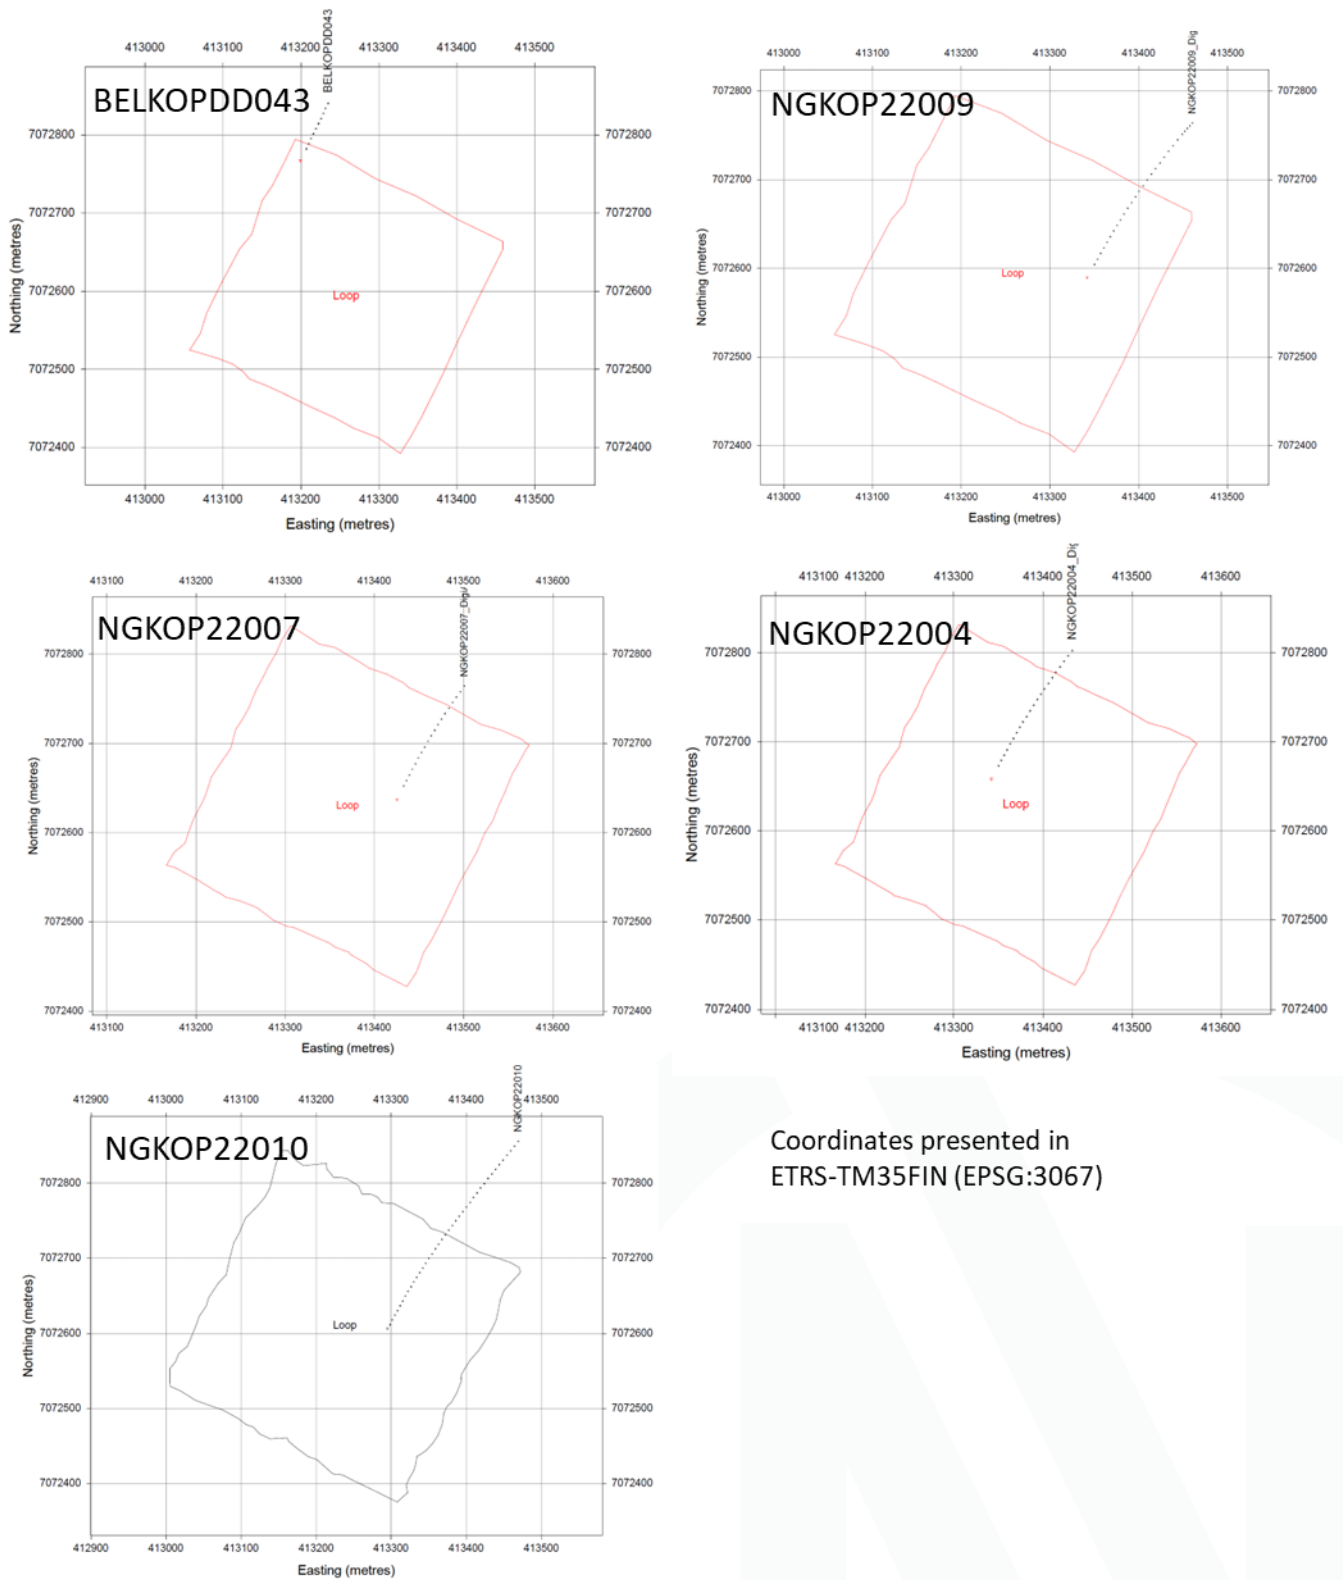 BELKOPDD043
413000 413100 413200 413300 413400 413500
BELKOPDD043
7072800 7072800
7072700 7072700
7072600 7072600
Loop
7072500 7072500
7072400 7072400
413000 413100 413200 413300 413400 413500
Easting (metres)
Northing (metres)
NGKOP22009_Dig
413000 413100 413200 413300 413400 413500
NGKOP22009
7072800 7072800
7072700 7072700
7072600 7072600
Loop
7072500 7072500
7072400 7072400
413000 413100 413200 413300 413400 413500
Easting (metres)
Northing (metres)
413100 413200 413300 413400 413500 413600
NGKOP22007_Digi
NGKOP22007
7072800 7072800
7072700 7072700
Loop
7072600 7072600
7072500 7072500
7072400 7072400
413100 413200 413300 413400 413500 413600
Easting (metres)
Northing (metres)
NGKOP22004_Dig
413100 413200 413300 413400 413500 413600
NGKOP22004
7072800 7072800
7072700 7072700
Loop
7072600 7072600
7072500 7072500
7072400 7072400
413100 413200 413300 413400 413500 413600
Easting (metres)
Northing (metres)
NGKOP22010
412900 413000 413100 413200 413300 413400 413500
NGKOP22010
7072800 7072800
7072700 7072700
7072600 7072600
Loop
7072500 7072500
7072400 7072400
412900 413000 413100 413200 413300 413400 413500
Easting (metres)
Northing (metres)
Coordinates presented in
ETRS-TM35FIN (EPSG:3067)